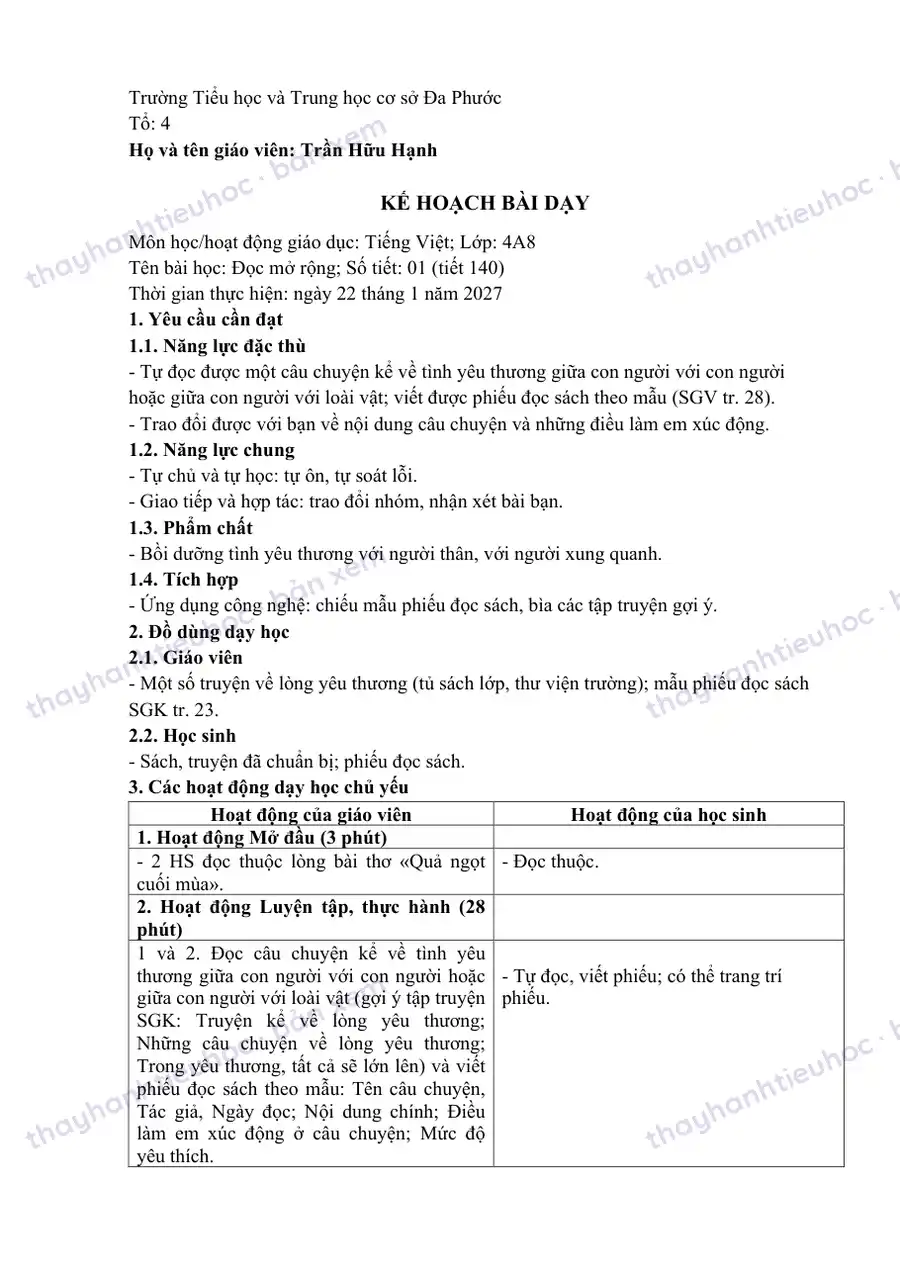 Trường Tiểu học và Trung học cơ sở Đa Phước
Tổ: 4
Họ và tên giáo viên: Trần Hữu Hạnh
KẾ HOẠCH BÀI DẠY
Môn học/hoạt động giáo dục: Tiếng Việt; Lớp: 4A8
Tên bài học: Đọc mở rộng; Số tiết: 01 (tiết 140)
Thời gian thực hiện: ngày 22 tháng 1 năm 2027
1. Yêu cầu cần đạt
1.1. Năng lực đặc thù
- Tự đọc được một câu chuyện kể về tình yêu thương giữa con người với con người
hoặc giữa con người với loài vật; viết được phiếu đọc sách theo mẫu (SGV tr. 28).
- Trao đổi được với bạn về nội dung câu chuyện và những điều làm em xúc động.
1.2. Năng lực chung
- Tự chủ và tự học: tự ôn, tự soát lỗi.
- Giao tiếp và hợp tác: trao đổi nhóm, nhận xét bài bạn.
1.3. Phẩm chất
- Bồi dưỡng tình yêu thương với người thân, với người xung quanh.
1.4. Tích hợp
- Ứng dụng công nghệ: chiếu mẫu phiếu đọc sách, bìa các tập truyện gợi ý.
2. Đồ dùng dạy học
2.1. Giáo viên
- Một số truyện về lòng yêu thương (tủ sách lớp, thư viện trường); mẫu phiếu đọc sách
SGK tr. 23.
2.2. Học sinh
- Sách, truyện đã chuẩn bị; phiếu đọc sách.
3. Các hoạt động dạy học chủ yếu
Hoạt động của giáo viên
Hoạt động của học sinh
1. Hoạt động Mở đầu (3 phút)
- 2 HS đọc thuộc lòng bài thơ «Quả ngọt
cuối mùa».
- Đọc thuộc.
2. Hoạt động Luyện tập, thực hành (28
phút)
1 và 2. Đọc câu chuyện kể về tình yêu
thương giữa con người với con người hoặc
giữa con người với loài vật (gợi ý tập truyện
SGK: Truyện kể về lòng yêu thương;
Những câu chuyện về lòng yêu thương;
Trong yêu thương, tất cả sẽ lớn lên) và viết
phiếu đọc sách theo mẫu: Tên câu chuyện,
Tác giả, Ngày đọc; Nội dung chính; Điều
làm em xúc động ở câu chuyện; Mức độ
yêu thích.
- Tự đọc, viết phiếu; có thể trang trí
phiếu.
thayhanhtieuhoc · bản xem
thayhanhtieuhoc · b
thayhanhtieuhoc · bản xem
thayhanhtieuhoc · b
thayhanhtieuhoc · bản xem
thayhanhtieuhoc · b